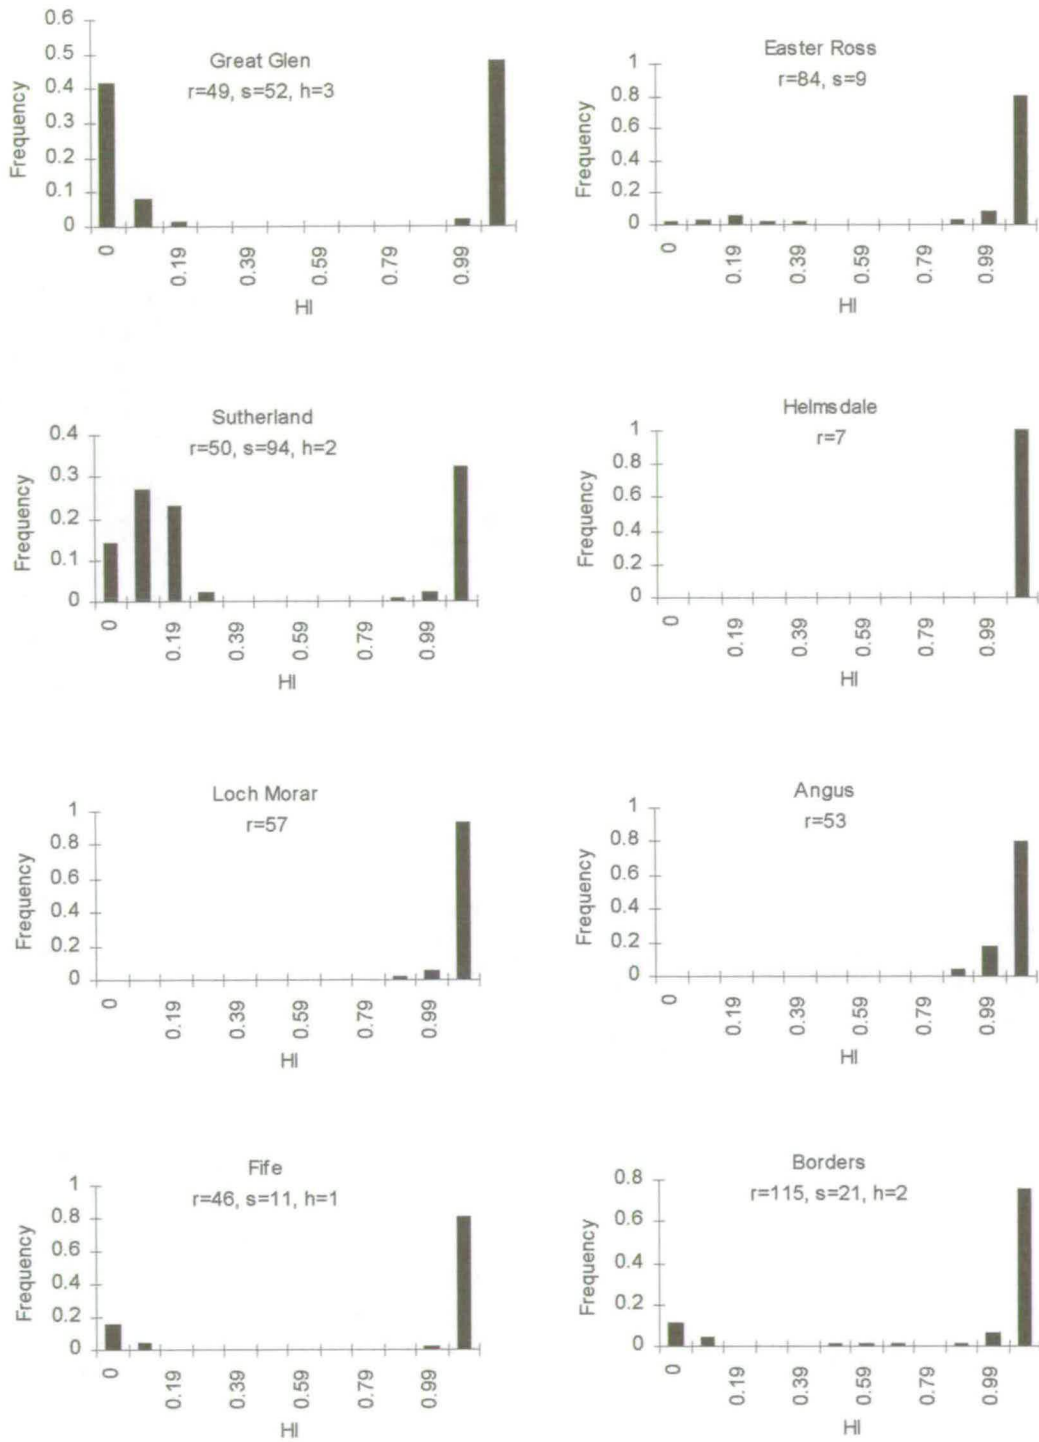 Great Glen
r=49, s=52, h=3
Frequency
0.6
0.5
0.4
0.3
0.2
0.1
0
0 0.19 0.39 0.59 0.79 0.99
HI
Easter Ross
r=84, s=9
Frequency
1
0.8
0.6
0.4
0.2
0
0 0.19 0.39 0.59 0.79 0.99
HI
Sutherland
r=50, s=94, h=2
Frequency
0.4
0.3
0.2
0.1
0
0 0.19 0.39 0.59 0.79 0.99
HI
Helmsdale
r=7
Frequency
1
0.8
0.6
0.4
0.2
0
0 0.19 0.39 0.59 0.79 0.99
HI
Loch Morar
r=57
Frequency
1
0.8
0.6
0.4
0.2
0
0 0.19 0.39 0.59 0.79 0.99
HI
Angus
r=53
Frequency
1
0.8
0.6
0.4
0.2
0
0 0.19 0.39 0.59 0.79 0.99
HI
Fife
r=46, s=11, h=1
Frequency
1
0.8
0.6
0.4
0.2
0
0 0.19 0.39 0.59 0.79 0.99
HI
Borders
r=115, s=21, h=2
Frequency
0.8
0.6
0.4
0.2
0
0 0.19 0.39 0.59 0.79 0.99
HI